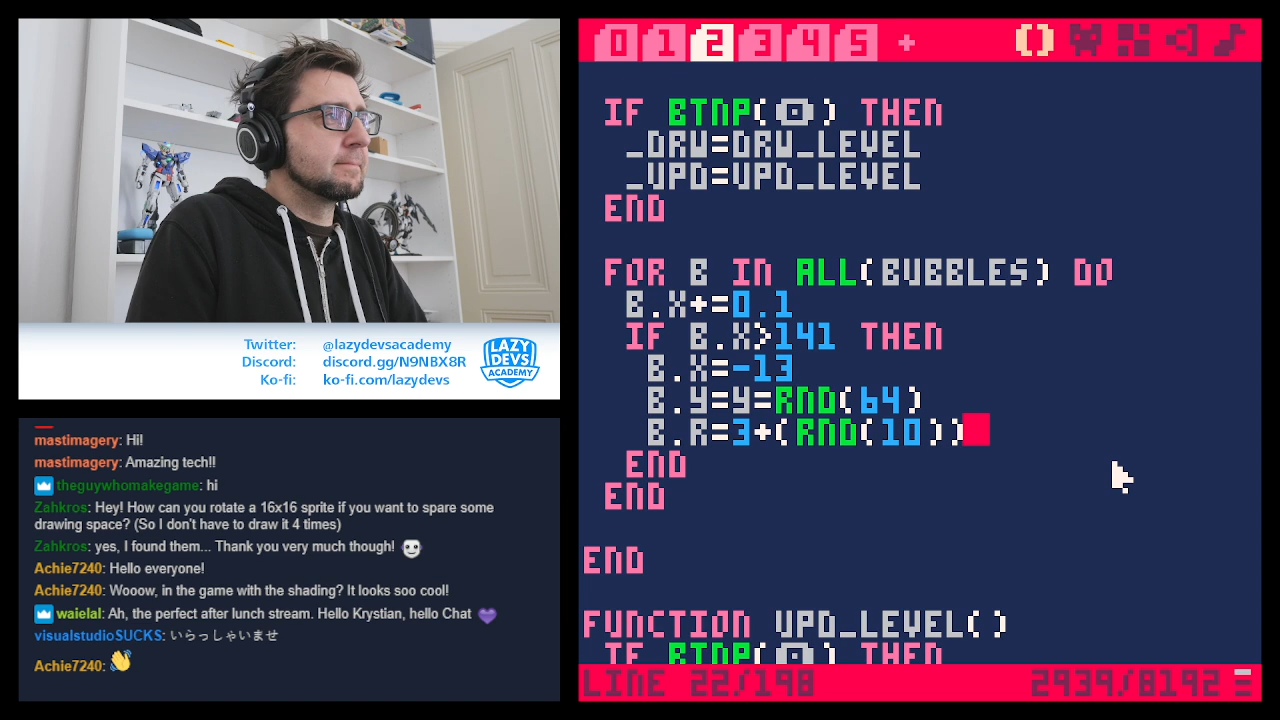 Twitter: @lazydevsacademy
Discord: discord.gg/N9NBX8R
Ko-fi: ko-fi.com/lazydevs
LAZY
DEVS
ACADEMY
mastimagery: Hi!
mastimagery: Amazing tech!!
theguywhomakegame: hi
Zahkros: Hey! How can you rotate a 16x16 sprite if you want to spare some
drawing space? (So I don't have to draw it 4 times)
Zahkros: yes, I found them... Thank you very much though!
Achie7240: Hello everyone!
Achie7240: Wooow, in the game with the shading? It looks soo cool!
waielal: Ah, the perfect after lunch stream. Hello Krystian, hello Chat 💜
visualstudioSUCKS: いらっしゃいませ
Achie7240: 👋
0 1 2 3 4 5 +
IF BTNP(🅾️) THEN
_DRW=DRW_LEVEL
_UPD=UPD_LEVEL
END
FOR B IN ALL(BUBBLES) DO
B.X+=0.1
IF B.X>141 THEN
B.X=-13
B.Y=Y=RND(64)
B.R=3+(RND(10))
END
END
END
FUNCTION UPD_LEVEL()
IF BTNP(🅾️) THEN
LINE 22/198 2939/8192